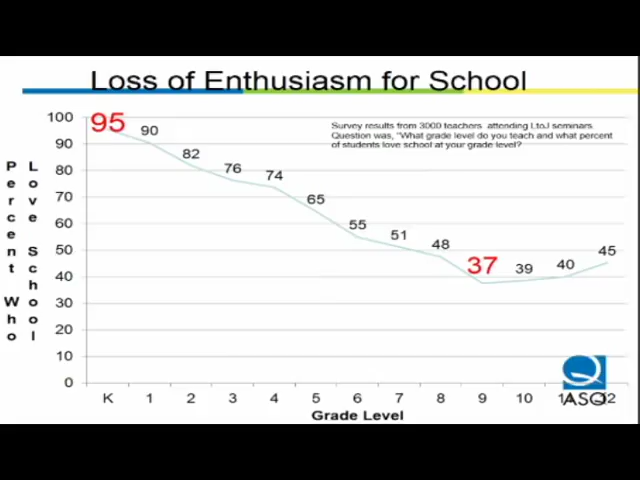 Loss of Enthusiasm for School
Survey results from 3000 teachers attending LtoJ seminars.
Question was, "What grade level do you teach and what percent
of students love school at your grade level?
Percent Who
Love School
100
90
80
70
60
50
40
30
20
10
0
95
90
82
76
74
65
55
51
48
37
39
40
45
K 1 2 3 4 5 6 7 8 9 10 11 12
Grade Level
ASQ